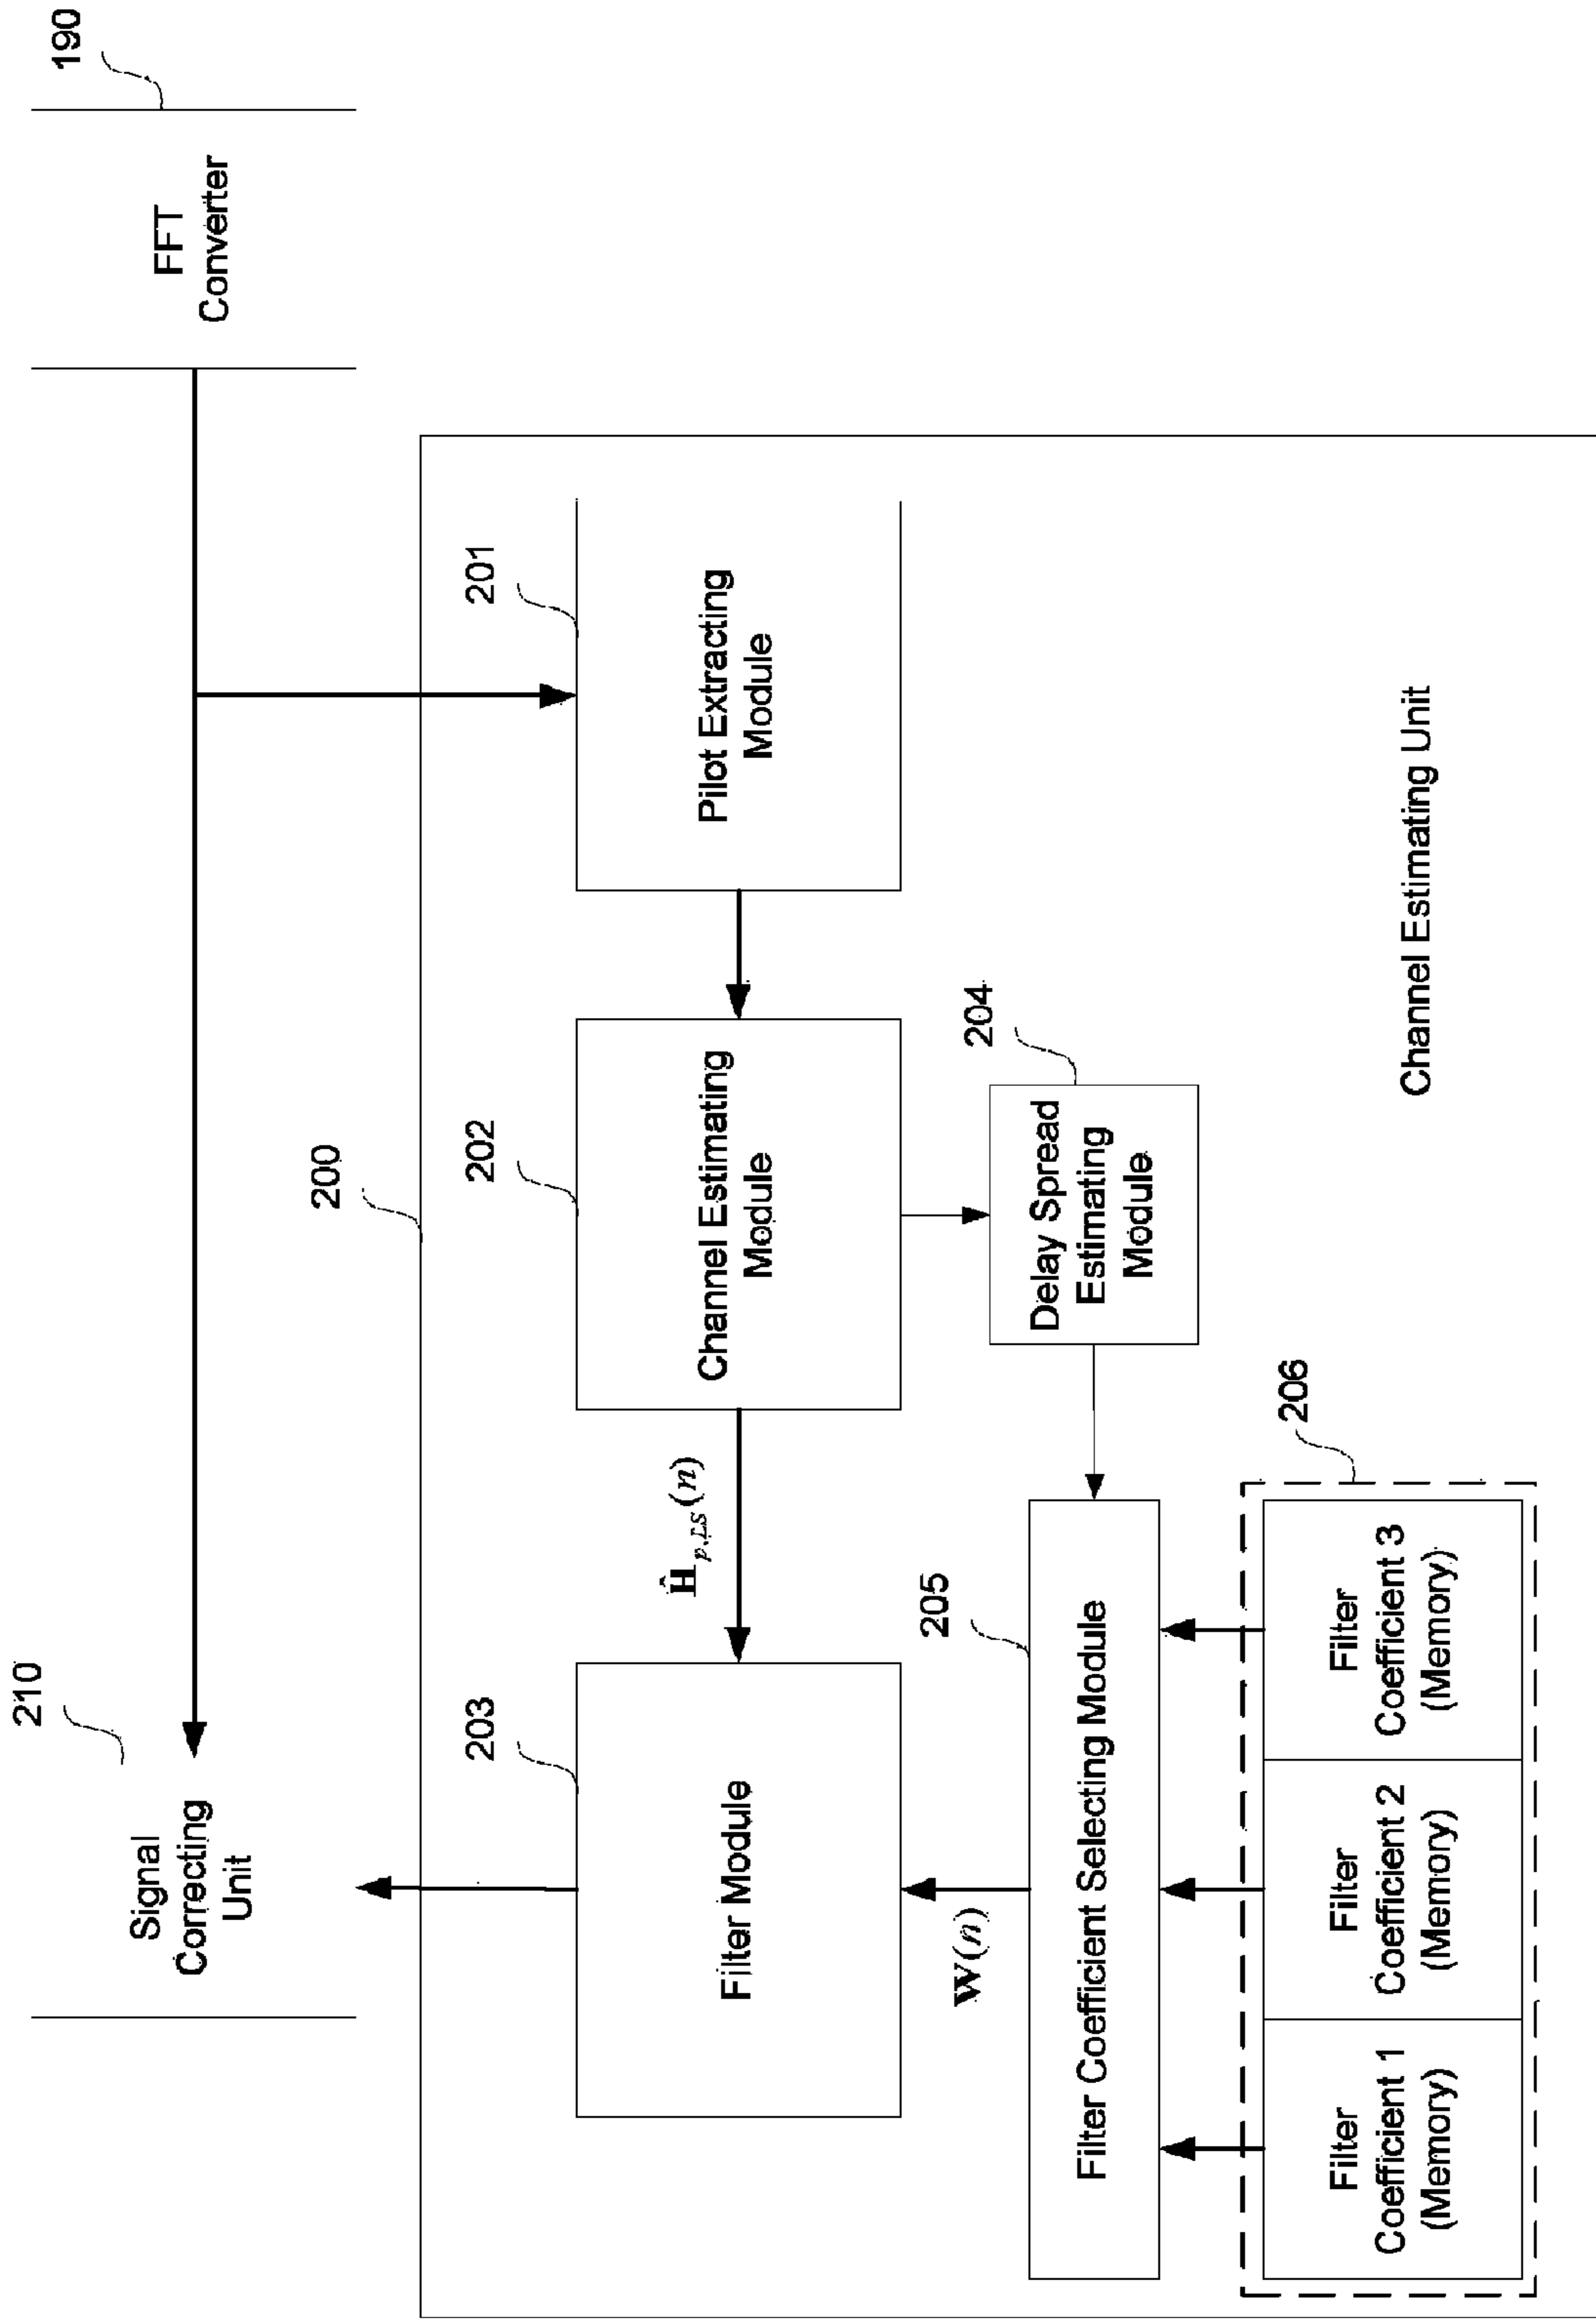 190
FFT
Converter
210
Signal
Correcting
Unit
200
201
Pilot Extracting
Module
202
Channel Estimating
Module
Ĥp,LS(n)
203
Filter Module
204
Delay Spread
Estimating
Module
W(n)
205
Filter Coefficient Selecting Module
206
Filter
Coefficient 1
(Memory)
Filter
Coefficient 2
(Memory)
Filter
Coefficient 3
(Memory)
Channel Estimating Unit